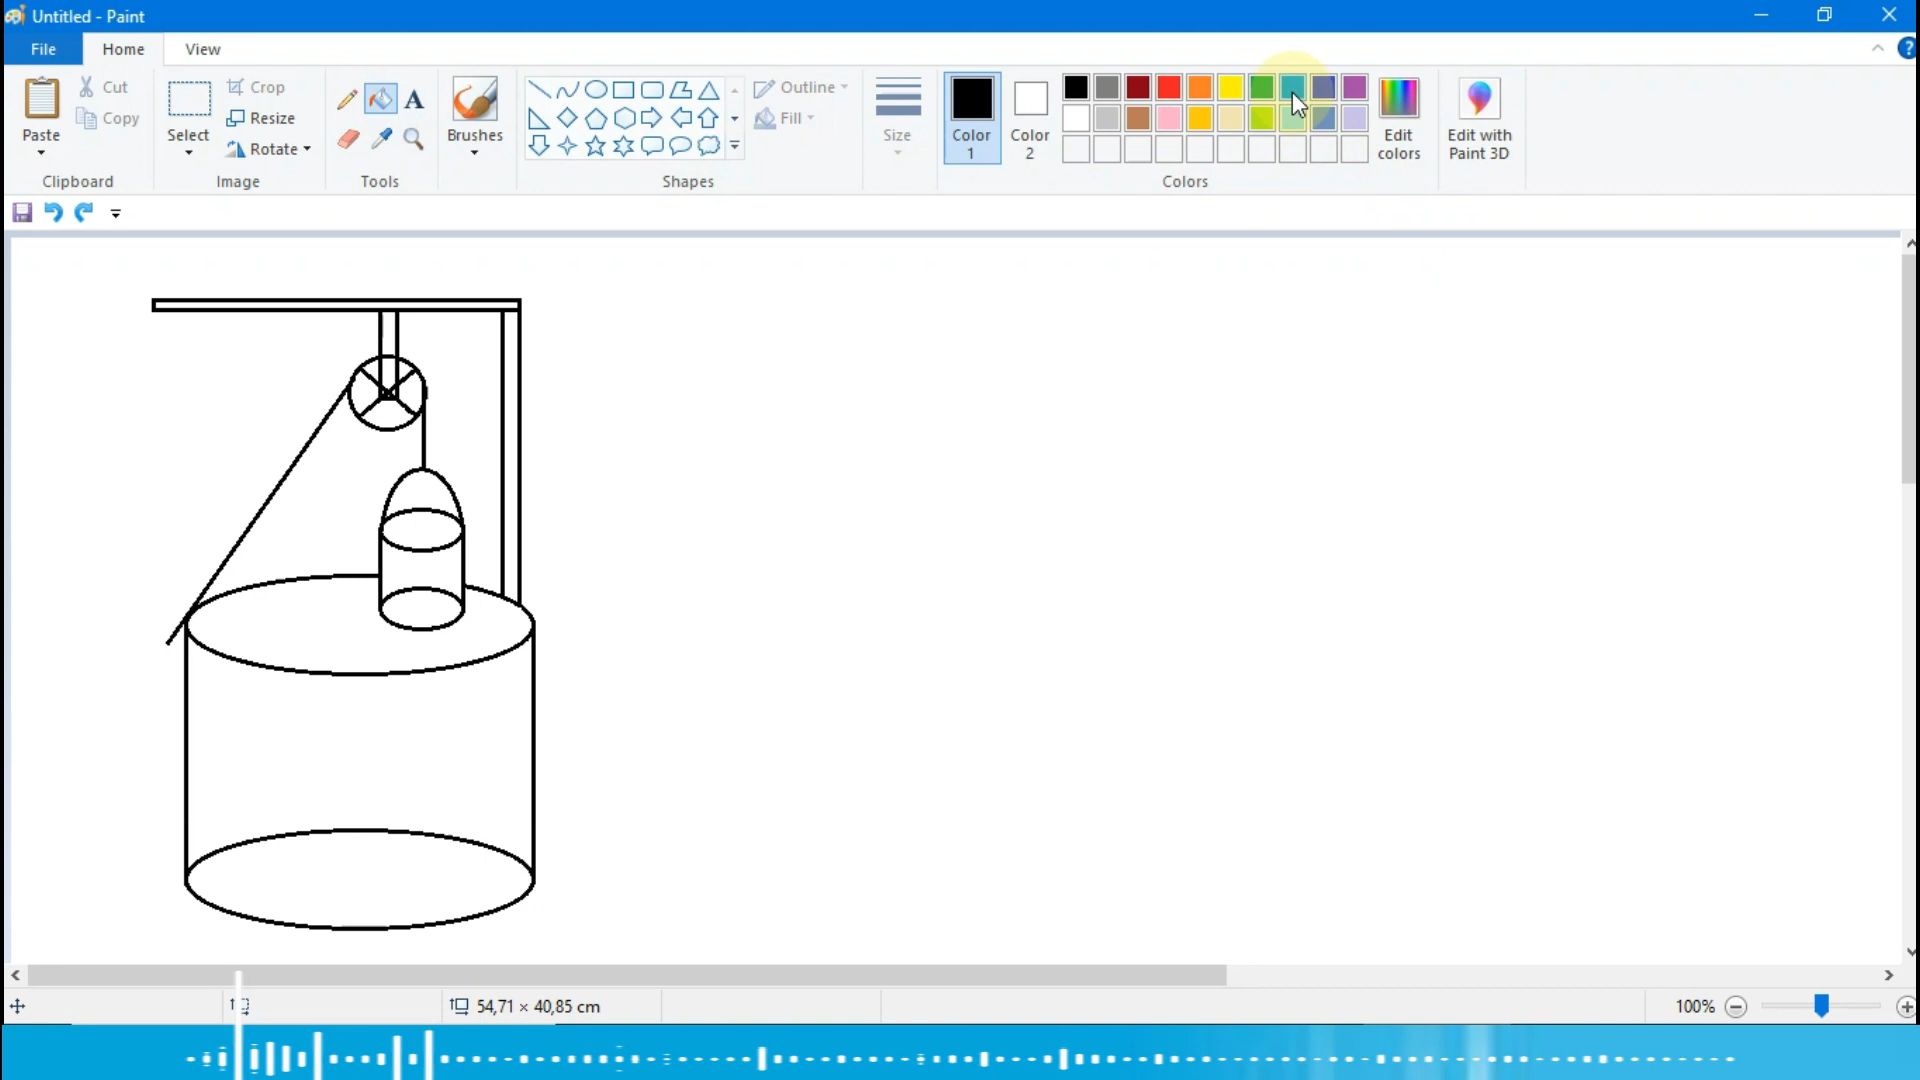 Untitled - Paint
File Home View
Paste Cut Copy
Clipboard
Select Crop Resize Rotate
Image
A
Tools
Brushes
Shapes
Outline
Fill
Size
Color 1
Color 2
Edit colors
Colors
Edit with Paint 3D
?
54,71 × 40,85 cm
100%